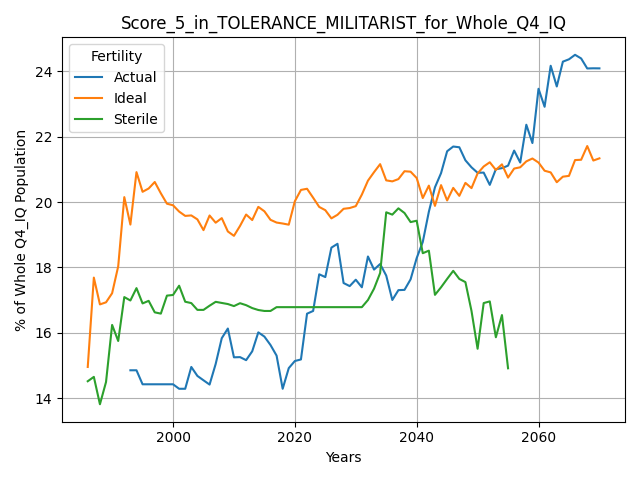 Score_5_in_TOLERANCE_MILITARIST_for_Whole_Q4_IQ
Fertility
Actual
Ideal
Sterile
% of Whole Q4_IQ Population
24
22
20
18
16
14
2000
2020
2040
2060
Years